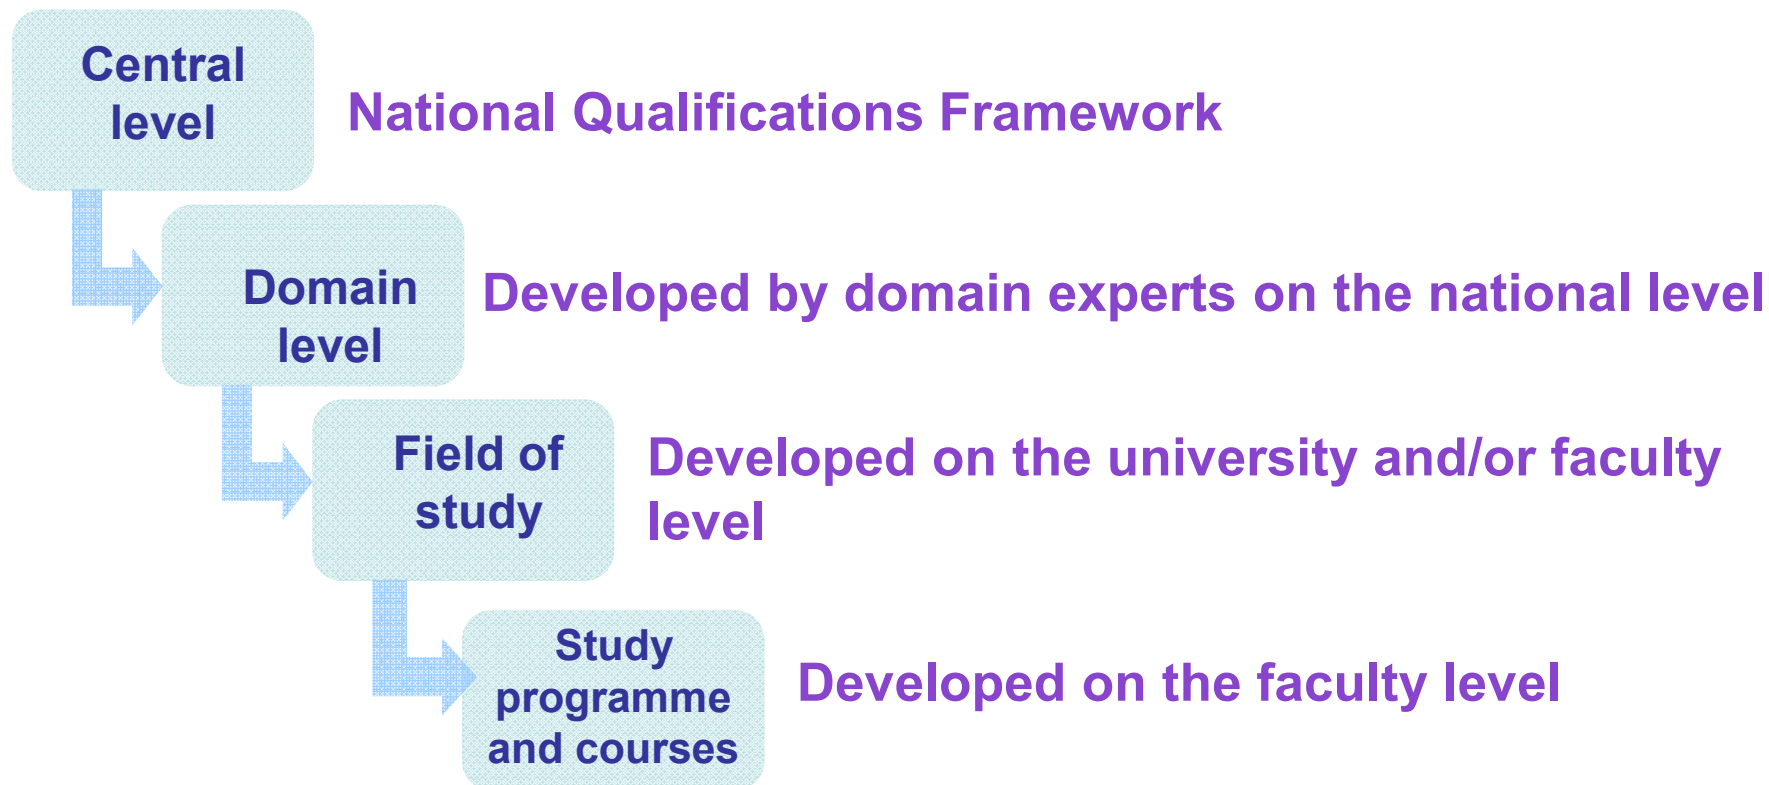 Central
level
National Qualifications Framework
Domain
level
Developed by domain experts on the national level
Field of
study
Developed on the university and/or faculty
level
Study
programme
and courses
Developed on the faculty level